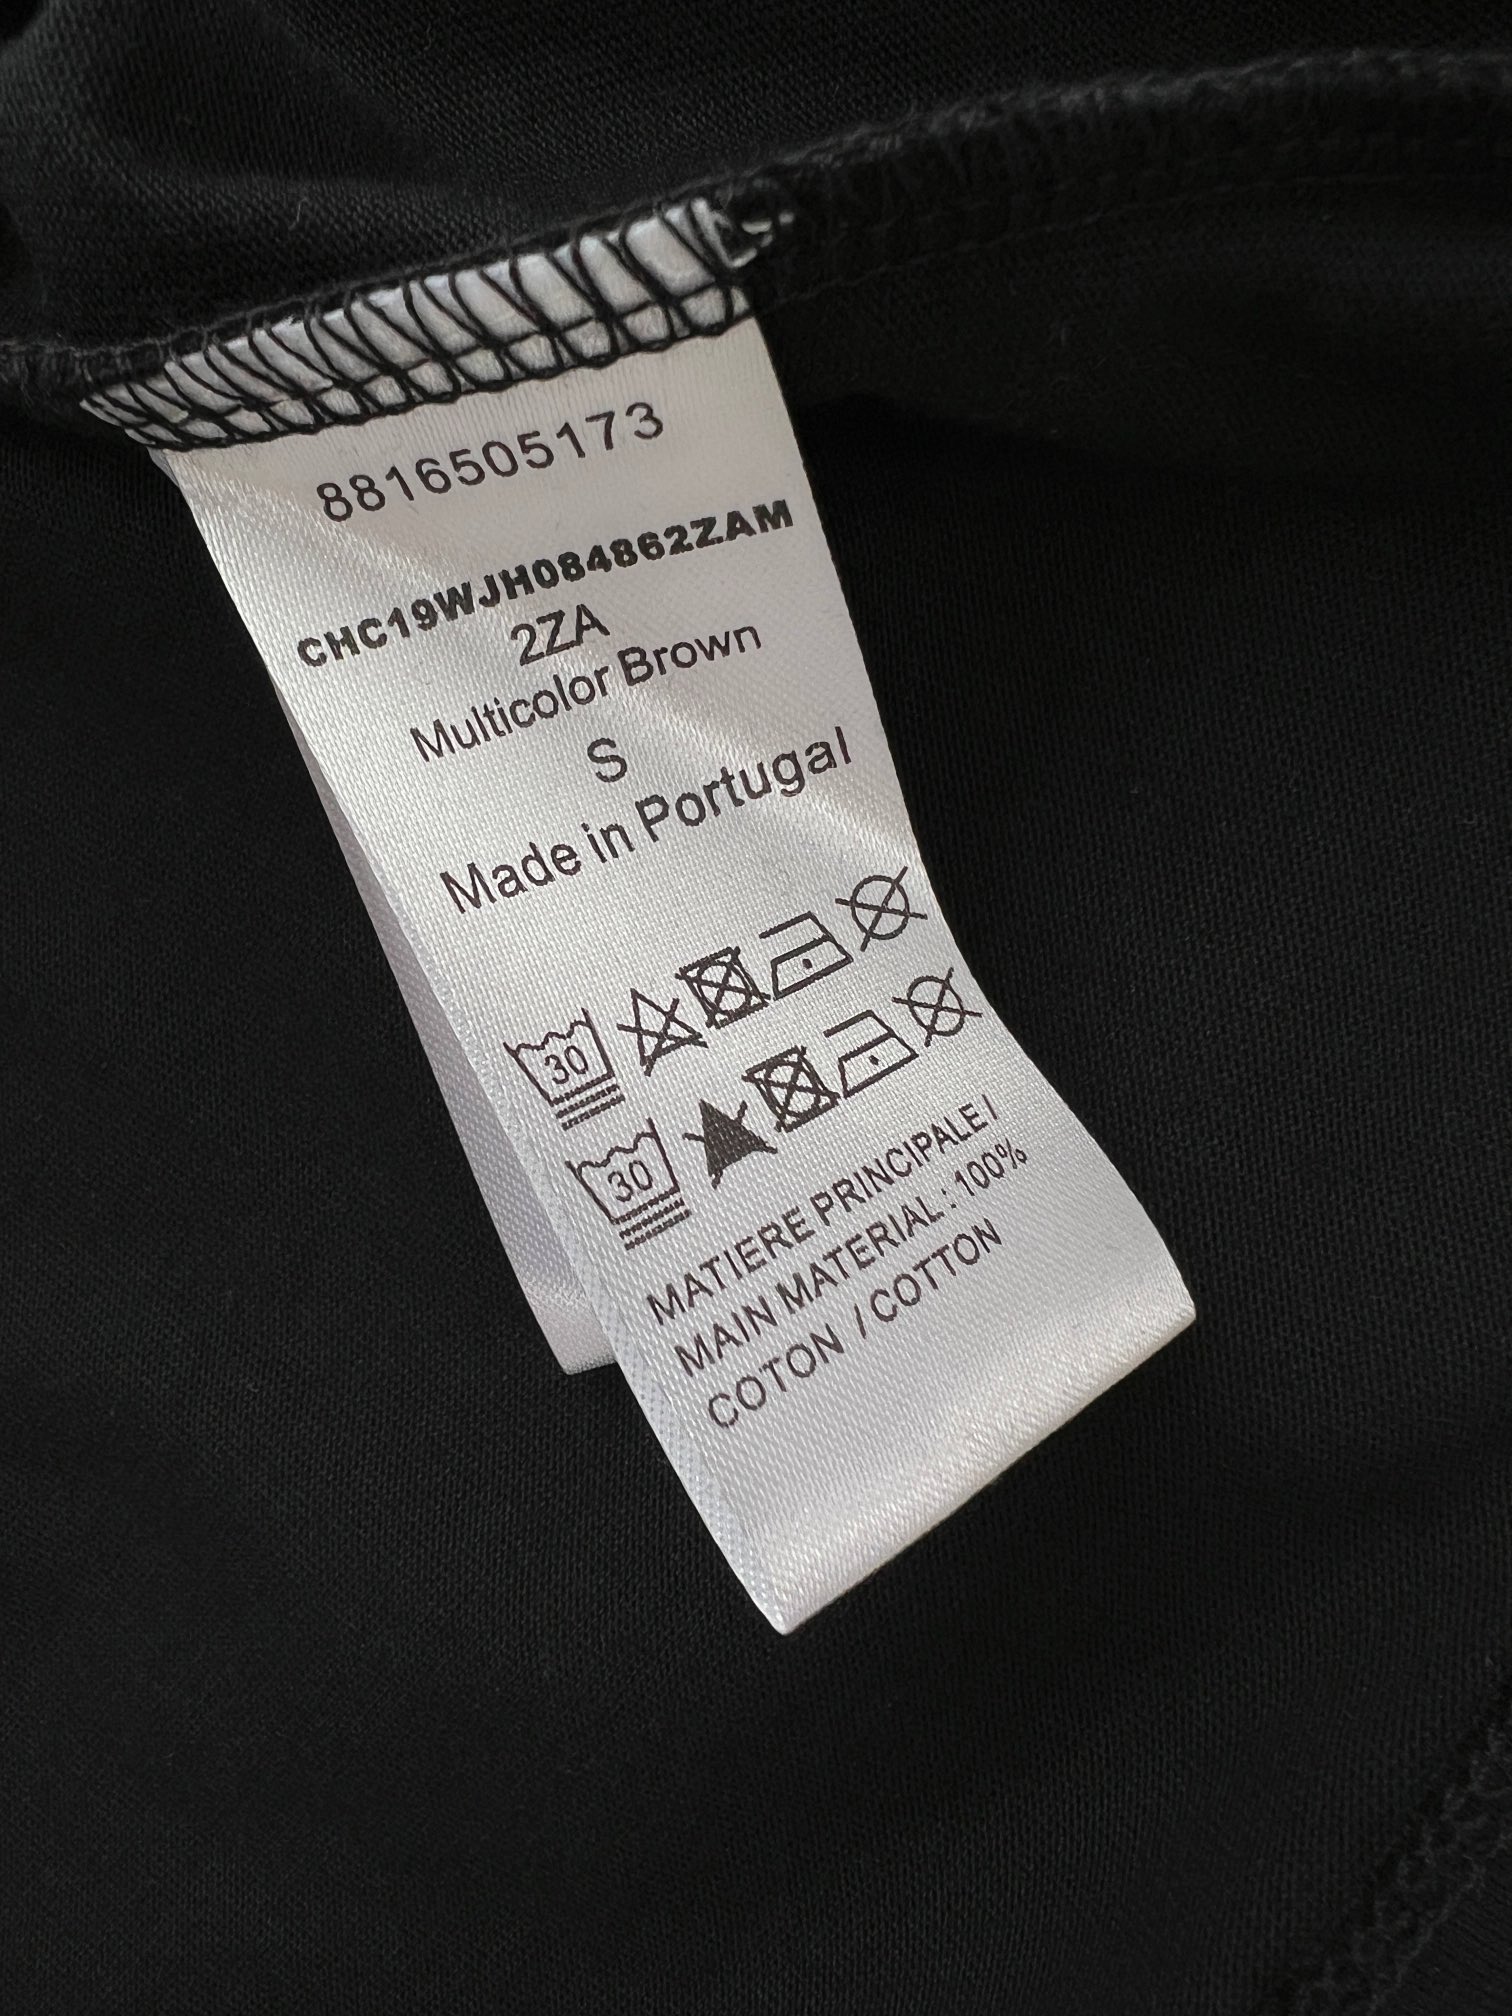 8816505173
CHC19WJH084862ZAM
2ZA
Multicolor Brown
S
Made in Portugal
30
30
MATIERE PRINCIPALE /
MAIN MATERIAL : 100%
COTON / COTTON